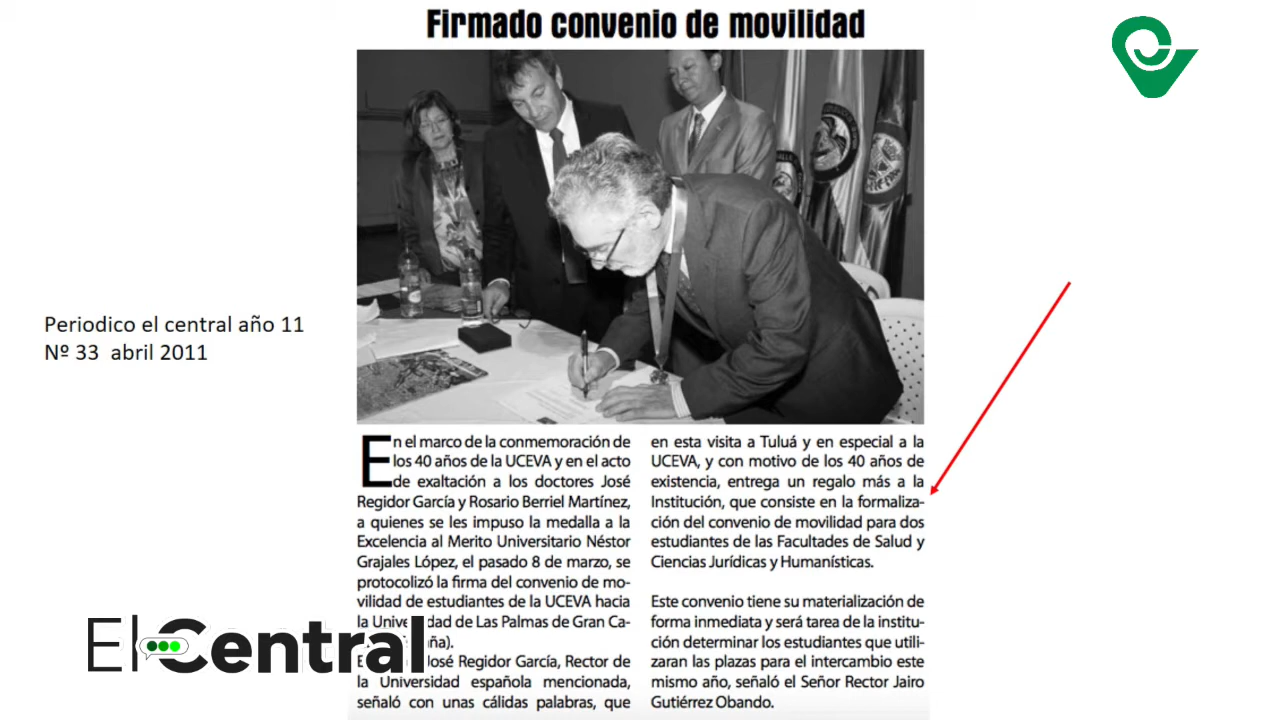 Firmado convenio de movilidad
Periodico el central año 11
Nº 33 abril 2011
En el marco de la conmemoración de
los 40 años de la UCEVA y en el acto
de exaltación a los doctores José
Regidor García y Rosario Berriel Martínez,
a quienes se les impuso la medalla a la
Excelencia al Merito Universitario Néstor
Grajales López, el pasado 8 de marzo, se
protocolizó la firma del convenio de mo-
vilidad de estudiantes de la UCEVA hacia
la Unive d de Las Palmas de Gran Ca-
ña).
José Regidor García, Rector de
la Universidad española mencionada,
señaló con unas cálidas palabras, que
en esta visita a Tuluá y en especial a la
UCEVA, y con motivo de los 40 años de
existencia, entrega un regalo más a la
Institución, que consiste en la formaliza-
ción del convenio de movilidad para dos
estudiantes de las Facultades de Salud y
Ciencias Jurídicas y Humanísticas.
Este convenio tiene su materialización de
forma inmediata y será tarea de la institu-
ción determinar los estudiantes que utili-
zaran las plazas para el intercambio este
mismo año, señaló el Señor Rector Jairo
Gutiérrez Obando.
El Central